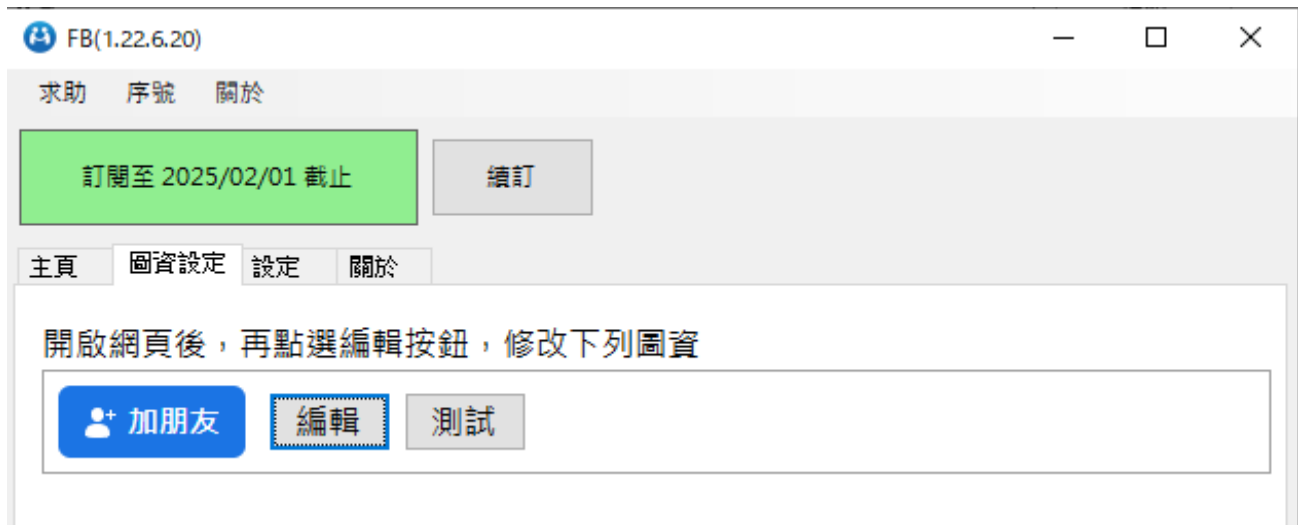 FB(1.22.6.20)
求助 序號 關於
訂閱至 2025/02/01 截止 續訂
主頁 圖資設定 設定 關於
開啟網頁後，再點選編輯按鈕，修改下列圖資
加朋友 編輯 測試